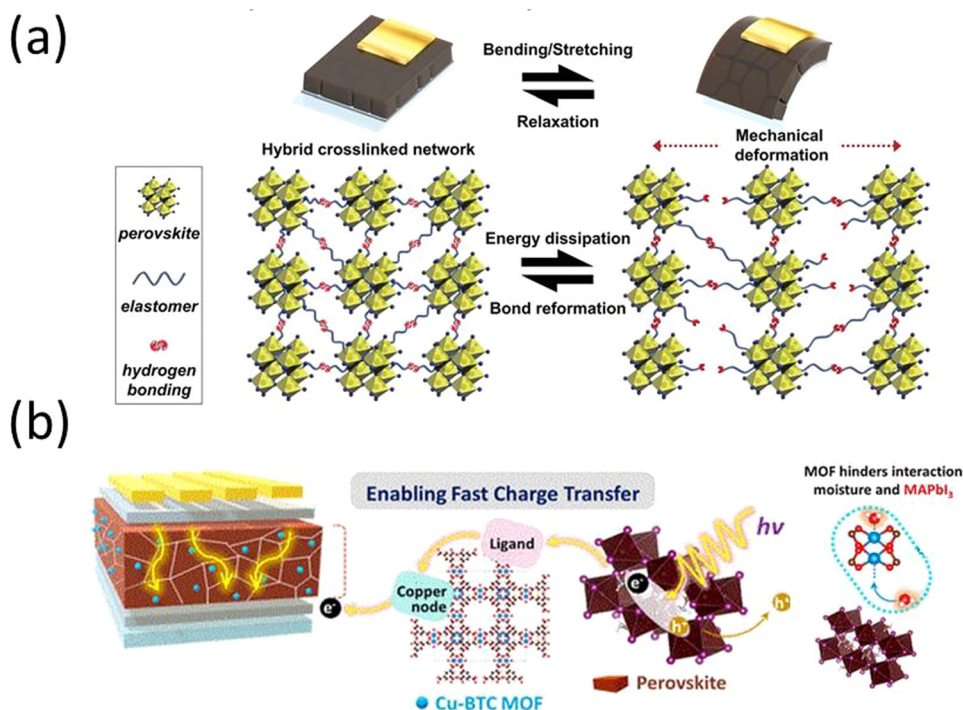 (a)
Bending/Stretching
Relaxation
Hybrid crosslinked network
Mechanical
deformation
perovskite
elastomer
hydrogen
bonding
Energy dissipation
Bond reformation
(b)
Enabling Fast Charge Transfer
MOF hinders interaction
moisture and MAPbI₃
Ligand
hν
Copper
node
e⁻
e⁻
h⁺
h⁺
Cu-BTC MOF
Perovskite